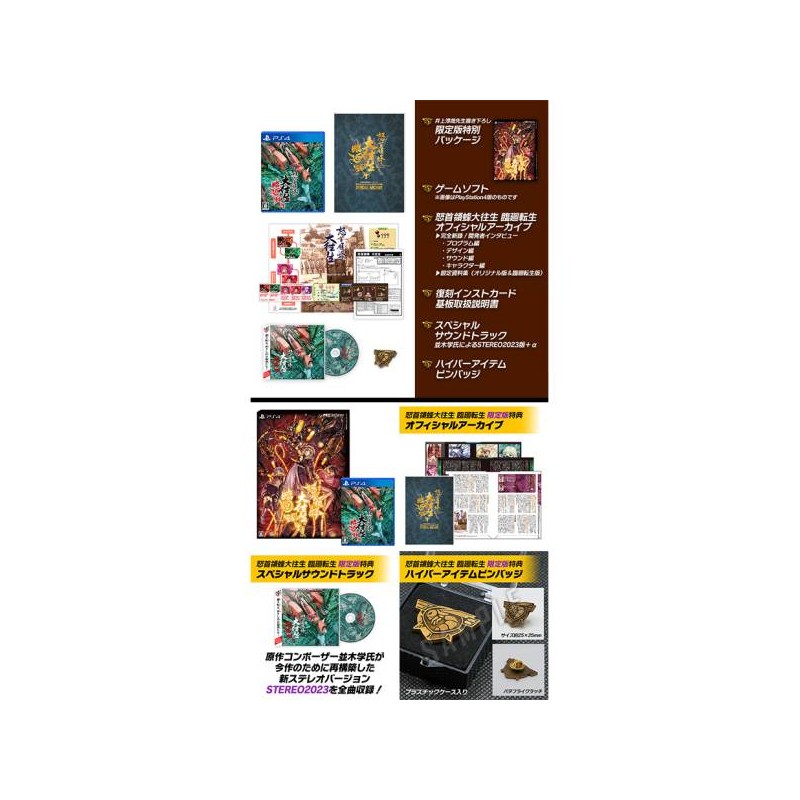 PS4
怒首領蜂
大往生
井上淳哉先生書き下ろし
限定版特別
パッケージ
ゲームソフト
※画像はPlayStation4版のものです
怒首領蜂大往生 臨廻転生
オフィシャルアーカイブ
▶完全新録!開発者インタビュー
・プログラム編
・デザイン編
・サウンド編
・キャラクター編
▶設定資料集(オリジナル版&臨廻転生版)
復刻インストカード
基板取扱説明書
スペシャル
サウンドトラック
並木学氏によるSTEREO2023版+α
ハイパーアイテム
ピンバッジ
PS4
PS4
怒首領蜂大往生 臨廻転生 限定版特典
オフィシャルアーカイブ
怒首領蜂大往生 臨廻転生 限定版特典
スペシャルサウンドトラック
原作コンポーザー並木学氏が
今作のために再構築した
新ステレオバージョン
STEREO2023を全曲収録!
怒首領蜂大往生 臨廻転生 限定版特典
ハイパーアイテムピンバッジ
SAMPLE
サイズ約25×25mm
プラスチックケース入り
バタフライクラッチ